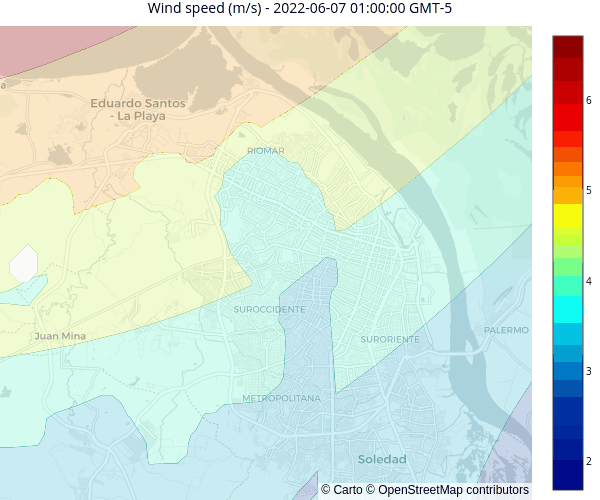 Wind speed (m/s) - 2022-06-07 01:00:00 GMT-5
a
Eduardo Santos
- La Playa
RIOMAR
SUROCCIDENTE
Juan Mina
SURORIENTE
PALERMO
METROPOLITANA
Soledad
© Carto © OpenStreetMap contributors
6
5
4
3
2